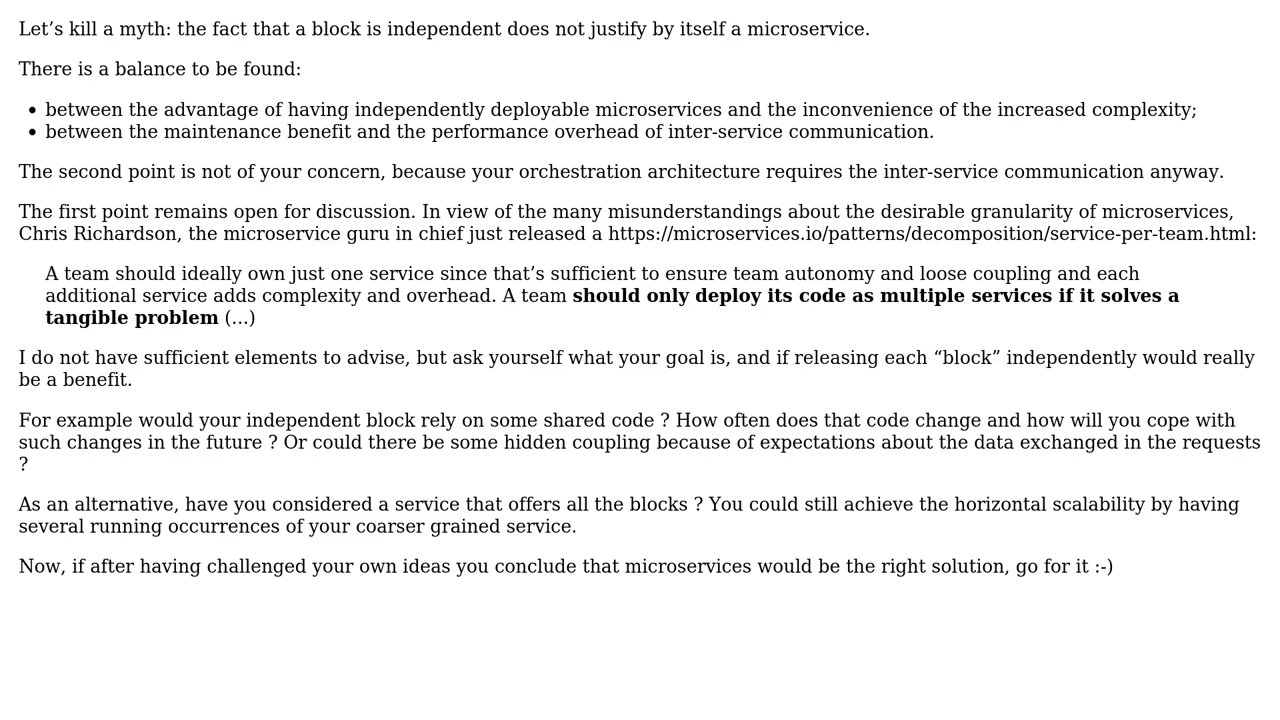 Let’s kill a myth: the fact that a block is independent does not justify by itself a microservice.
There is a balance to be found:
• between the advantage of having independently deployable microservices and the inconvenience of the increased complexity;
• between the maintenance benefit and the performance overhead of inter-service communication.
The second point is not of your concern, because your orchestration architecture requires the inter-service communication anyway.
The first point remains open for discussion. In view of the many misunderstandings about the desirable granularity of microservices,
Chris Richardson, the microservice guru in chief just released a https://microservices.io/patterns/decomposition/service-per-team.html:
A team should ideally own just one service since that’s sufficient to ensure team autonomy and loose coupling and each
additional service adds complexity and overhead. A team should only deploy its code as multiple services if it solves a
tangible problem (...)
I do not have sufficient elements to advise, but ask yourself what your goal is, and if releasing each “block” independently would really
be a benefit.
For example would your independent block rely on some shared code ? How often does that code change and how will you cope with
such changes in the future ? Or could there be some hidden coupling because of expectations about the data exchanged in the requests
?
As an alternative, have you considered a service that offers all the blocks ? You could still achieve the horizontal scalability by having
several running occurrences of your coarser grained service.
Now, if after having challenged your own ideas you conclude that microservices would be the right solution, go for it :-)